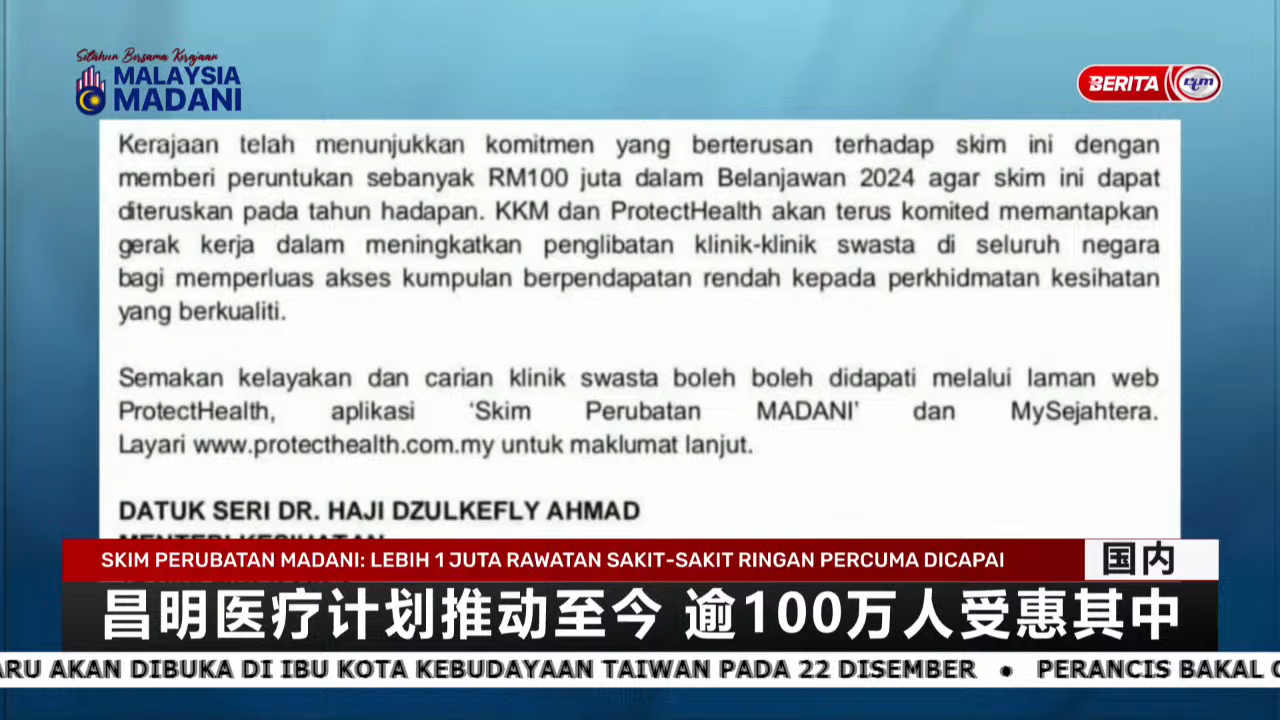 Setahun Bersama Kerajaan
MALAYSIA
MADANI
BERITA rtm
Kerajaan telah menunjukkan komitmen yang berterusan terhadap skim ini dengan
memberi peruntukan sebanyak RM100 juta dalam Belanjawan 2024 agar skim ini dapat
diteruskan pada tahun hadapan. KKM dan ProtectHealth akan terus komited memantapkan
gerak kerja dalam meningkatkan penglibatan klinik-klinik swasta di seluruh negara
bagi memperluas akses kumpulan berpendapatan rendah kepada perkhidmatan kesihatan
yang berkualiti.
Semakan kelayakan dan carian klinik swasta boleh boleh didapati melalui laman web
ProtectHealth, aplikasi ‘Skim Perubatan MADANI’ dan MySejahtera.
Layari www.protecthealth.com.my untuk maklumat lanjut.
DATUK SERI DR. HAJI DZULKEFLY AHMAD
MENTERI KESIHATAN
SKIM PERUBATAN MADANI: LEBIH 1 JUTA RAWATAN SAKIT-SAKIT RINGAN PERCUMA DICAPAI
国内
昌明医疗计划推动至今 逾100万人受惠其中
ARU AKAN DIBUKA DI IBU KOTA KEBUDAYAAN TAIWAN PADA 22 DISEMBER • PERANCIS BAKAL